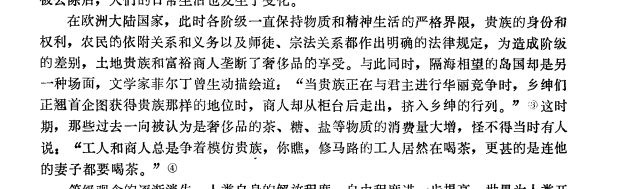 被去除后，人们的日常生活也发生了变化。
在欧洲大陆国家，此时各阶级一直保持物质和精神生活的严格界限，贵族的身份和
权利，农民的依附关系和义务以及师徒、宗法关系都作出明确的法律规定，为造成阶级
的差别，土地贵族和富裕商人垄断了奢侈品的享受。与此同时，隔海相望的岛国却是另
一种场面，文学家菲尔丁曾生动描绘道：“当贵族正在与君主进行华丽竞争时，乡绅们
正翘首企图获得贵族那样的地位时，商人却从柜台后走出，挤入乡绅的行列。”③这时
期，那些过去一向被认为是奢侈品的茶、糖、盐等物质的消费量大增，怪不得当时有人
说：“工人和商人总是争着模仿贵族，你瞧，修马路的工人居然在喝茶，更甚的是连他
的妻子都要喝茶。”④